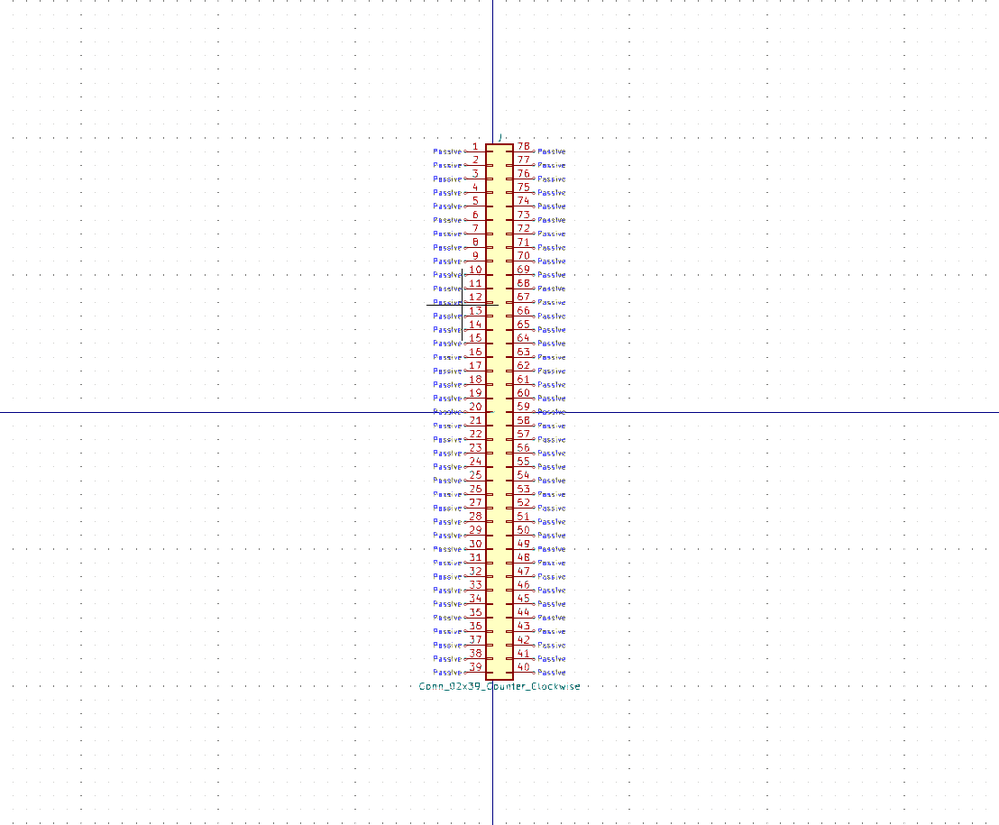 J
Passive 1 78 Passive
Passive 2 77 Passive
Passive 3 76 Passive
Passive 4 75 Passive
Passive 5 74 Passive
Passive 6 73 Passive
Passive 7 72 Passive
Passive 8 71 Passive
Passive 9 70 Passive
Passive 10 69 Passive
Passive 11 68 Passive
Passive 12 67 Passive
Passive 13 66 Passive
Passive 14 65 Passive
Passive 15 64 Passive
Passive 16 63 Passive
Passive 17 62 Passive
Passive 18 61 Passive
Passive 19 60 Passive
Passive 20 59 Passive
Passive 21 58 Passive
Passive 22 57 Passive
Passive 23 56 Passive
Passive 24 55 Passive
Passive 25 54 Passive
Passive 26 53 Passive
Passive 27 52 Passive
Passive 28 51 Passive
Passive 29 50 Passive
Passive 30 49 Passive
Passive 31 48 Passive
Passive 32 47 Passive
Passive 33 46 Passive
Passive 34 45 Passive
Passive 35 44 Passive
Passive 36 43 Passive
Passive 37 42 Passive
Passive 38 41 Passive
Passive 39 40 Passive
Conn_02x39_Counter_Clockwise